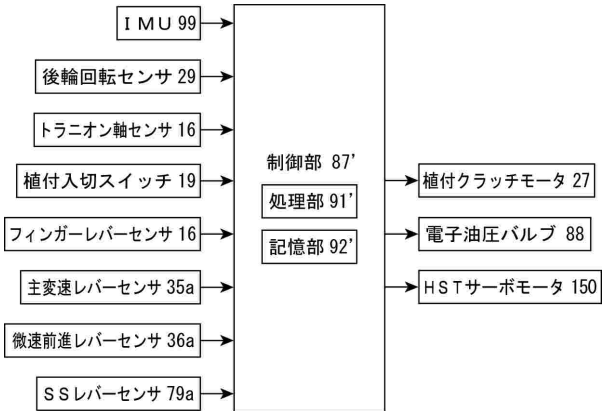 IMU 99
後輪回転センサ 29
トラニオン軸センサ 16
植付入切スイッチ 19
フィンガーレバーセンサ 16
主変速レバーセンサ 35a
微速前進レバーセンサ 36a
SSレバーセンサ 79a
制御部 87'
処理部 91'
記憶部 92'
植付クラッチモータ 27
電子油圧バルブ 88
HSTサーボモータ 150